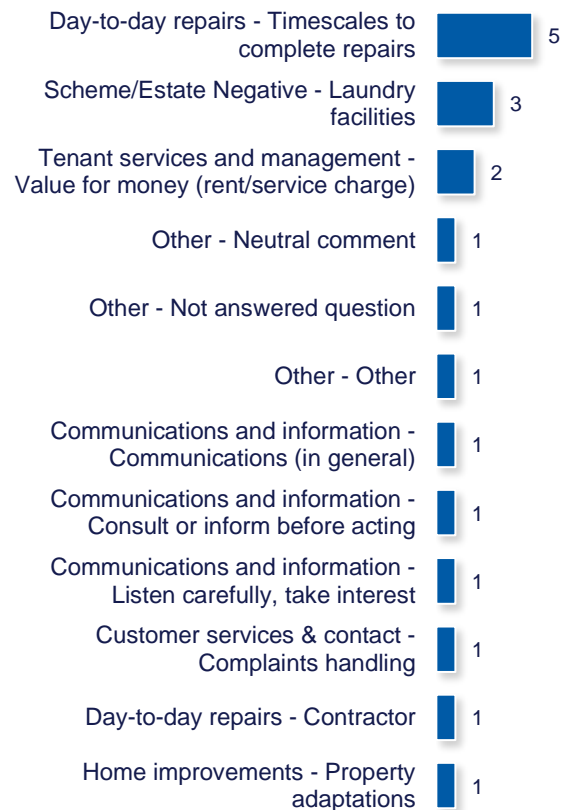 Day-to-day repairs - Timescales to
complete repairs
5
Scheme/Estate Negative - Laundry
facilities
3
Tenant services and management -
Value for money (rent/service charge)
2
Other - Neutral comment
1
Other - Not answered question
1
Other - Other
1
Communications and information -
Communications (in general)
1
Communications and information -
Consult or inform before acting
1
Communications and information -
Listen carefully, take interest
1
Customer services & contact -
Complaints handling
1
Day-to-day repairs - Contractor
1
Home improvements - Property
adaptations
1